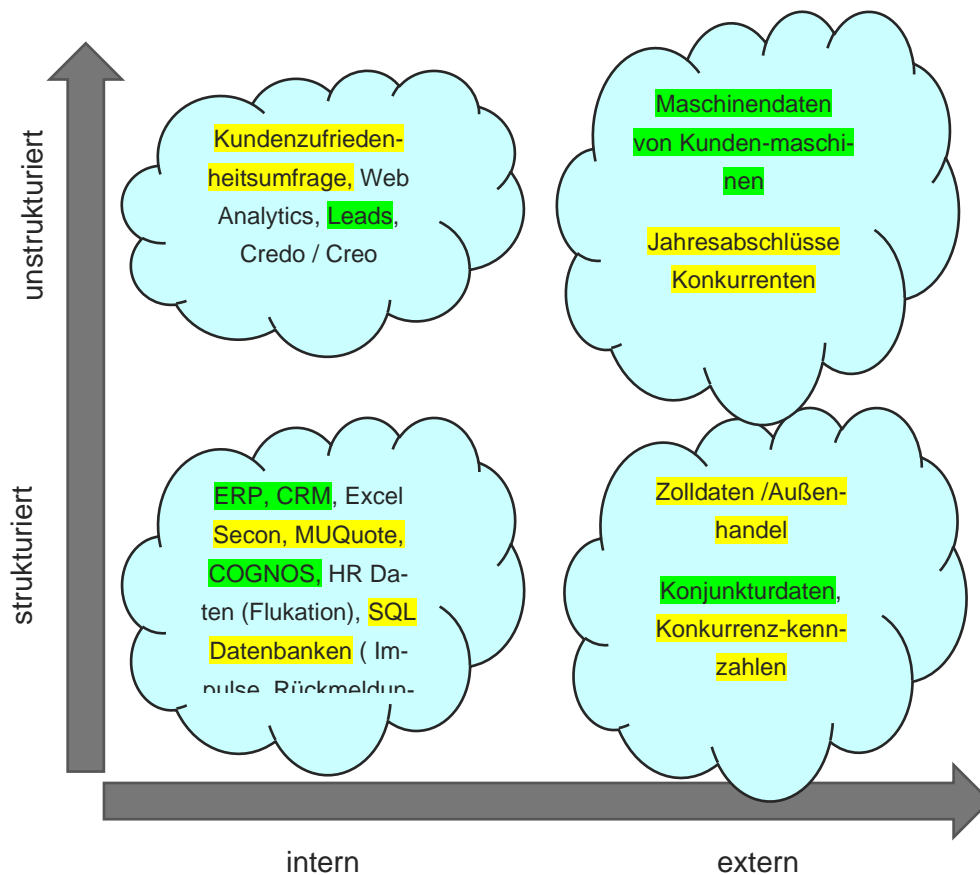 unstrukturiert
Kundenzufrieden-
heitsumfrage, Web
Analytics, Leads,
Credo / Creo
Maschinendaten
von Kunden-maschi-
nen
Jahresabschlüsse
Konkurrenten
strukturiert
ERP, CRM, Excel
Secon, MUQuote,
COGNOS, HR Da-
ten (Flukation), SQL
Datenbanken ( Im-
pulse, Rückmeldun-
Zolldaten /Außen-
handel
Konjunkturdaten,
Konkurrenz-kenn-
zahlen
intern
extern